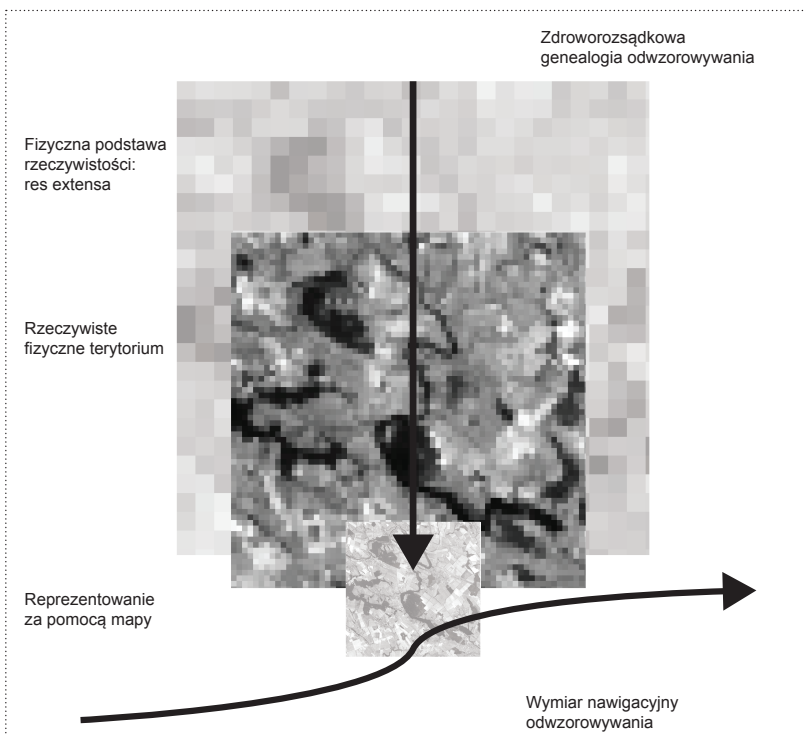 Zdroworozsądkowa
genealogia odwzorowywania
Fizyczna podstawa
rzeczywistości:
res extensa
Rzeczywiste
fizyczne terytorium
Reprezentowanie
za pomocą mapy
Wymiar nawigacyjny
odwzorowywania